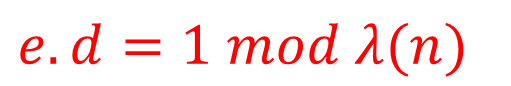 e.d = 1 mod λ(n)